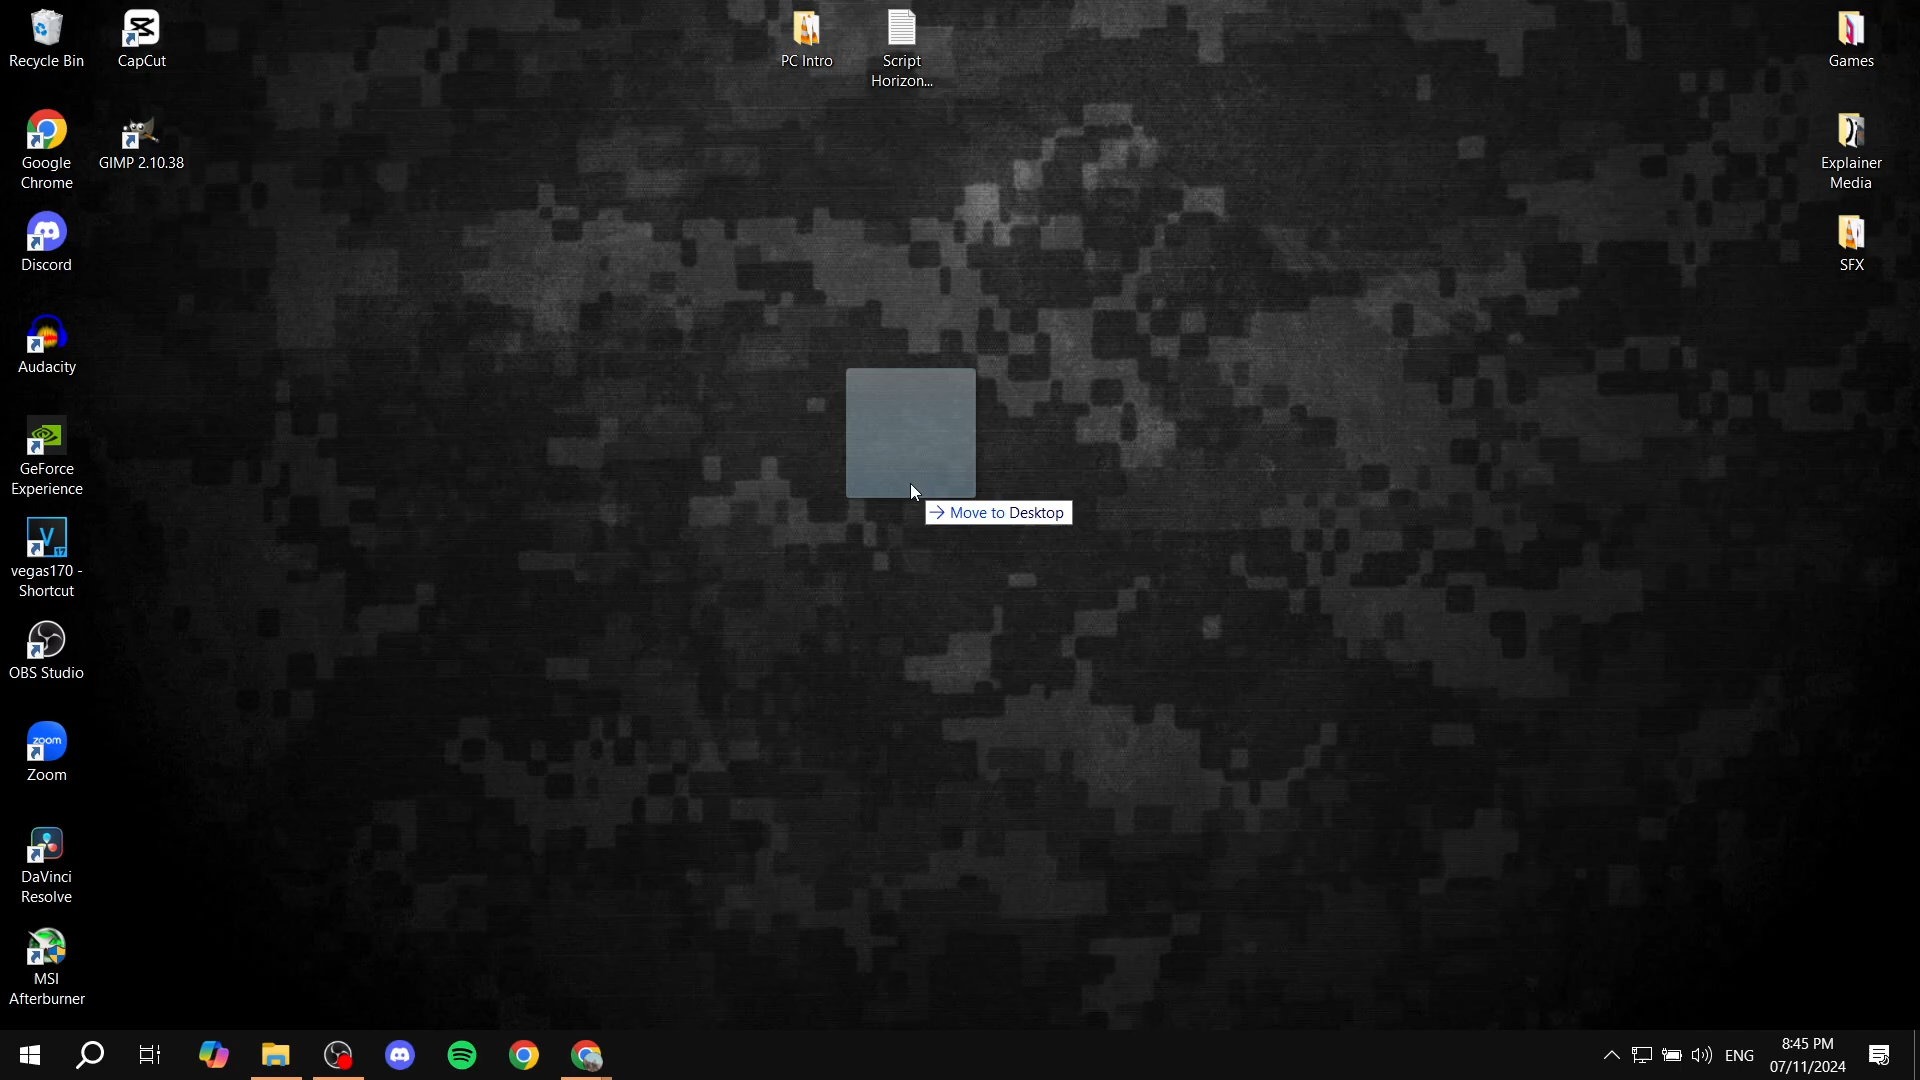 Recycle Bin
CapCut
PC Intro
Script
Horizon...
Games
Google
Chrome
GIMP 2.10.38
Explainer
Media
Discord
SFX
Audacity
GeForce
Experience
Move to Desktop
V
17
vegas170 -
Shortcut
OBS Studio
zoom
Zoom
DaVinci
Resolve
MSI
Afterburner
ENG
8:45 PM
07/11/2024